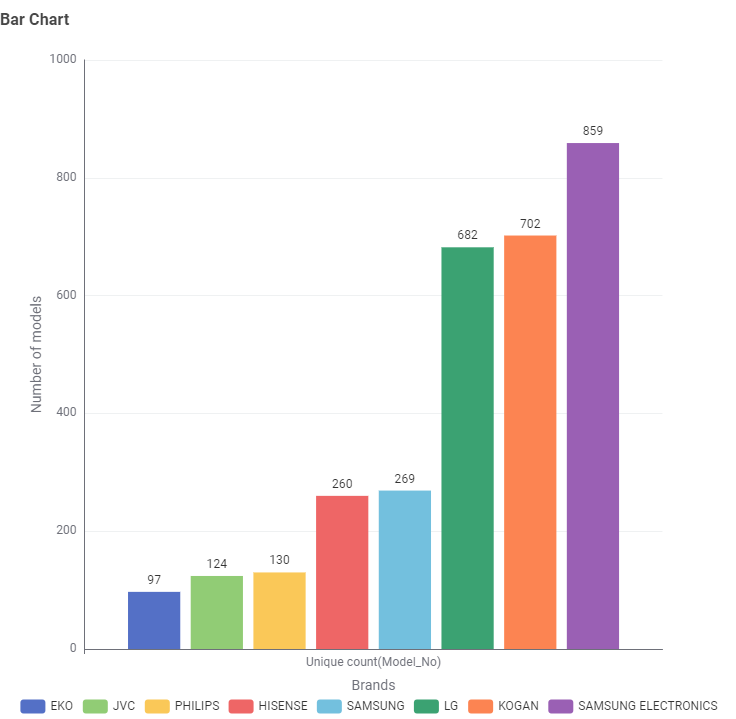 Bar Chart
1000
800
600
400
200
0
Number of models
97
124
130
260
269
682
702
859
Unique count(Model_No)
Brands
EKO JVC PHILIPS HISENSE SAMSUNG LG KOGAN SAMSUNG ELECTRONICS